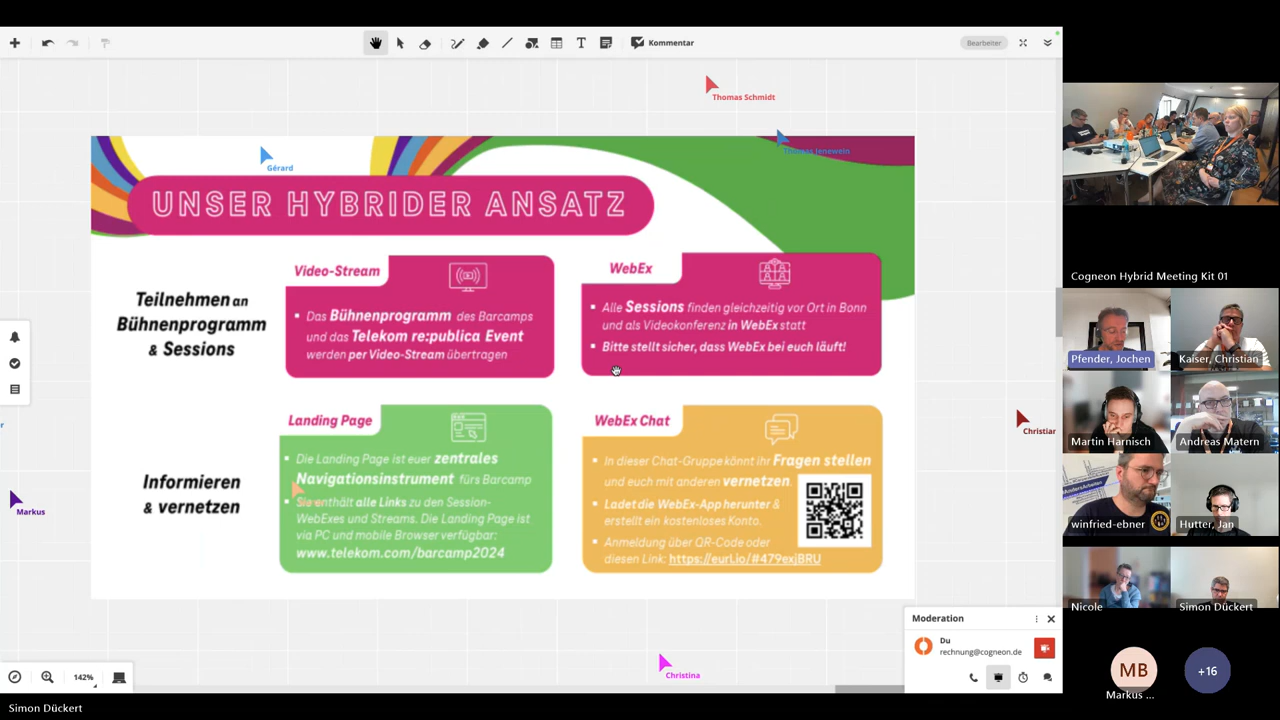 Kommentar
Bearbeiter
Thomas Schmidt
Thomas Jenewein
Gérard
UNSER HYBRIDER ANSATZ
Teilnehmen an
Bühnenprogramm
& Sessions
Video-Stream
Das Bühnenprogramm des Barcamps
und das Telekom re:publica Event
werden per Video-Stream übertragen
WebEx
Alle Sessions finden gleichzeitig vor Ort in Bonn
und als Videokonferenz in WebEx statt
Bitte stellt sicher, dass WebEx bei euch läuft!
Informieren
& vernetzen
Landing Page
Die Landing Page ist euer zentrales
Navigationsinstrument fürs Barcamp
Sie enthält alle Links zu den Session-
WebExes und Streams. Die Landing Page ist
via PC und mobile Browser verfügbar:
www.telekom.com/barcamp2024
WebEx Chat
In dieser Chat-Gruppe könnt ihr Fragen stellen
und euch mit anderen vernetzen.
Ladet die WebEx-App herunter &
erstellt ein kostenloses Konto.
Anmeldung über QR-Code oder
diesen Link: https://eurl.io/#479exjBRU
Christian
Markus
Christina
Moderation
Du
rechnung@cogneon.de
142%
Simon Dückert
Cogneon Hybrid Meeting Kit 01
Pfender, Jochen
Kaiser, Christian
Martin Harnisch
Andreas Matern
winfried-ebner
Hutter, Jan
Nicole
Simon Dückert
MB
+16
Markus ...